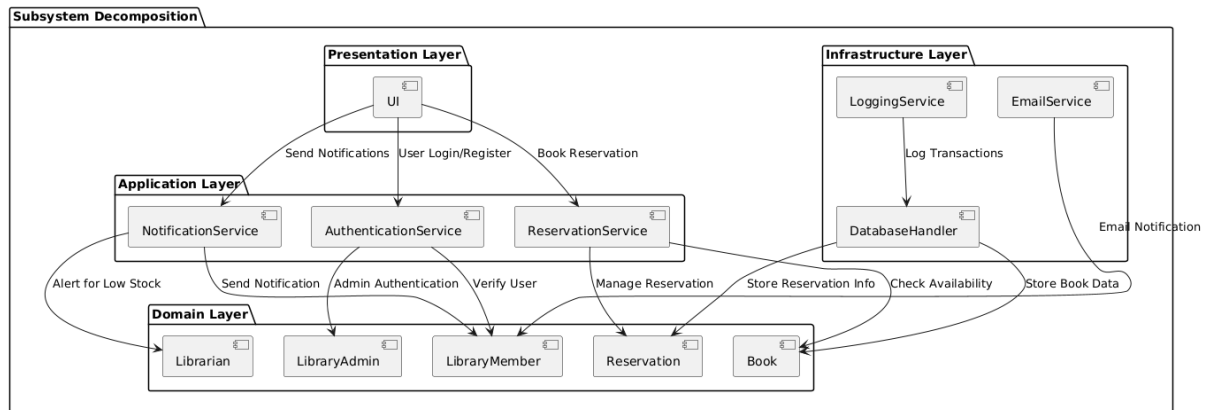 Subsystem Decomposition
Presentation Layer
Infrastructure Layer
UI
LoggingService
EmailService
Send Notifications
User Login/Register
Book Reservation
Log Transactions
Application Layer
NotificationService
AuthenticationService
ReservationService
DatabaseHandler
Email Notification
Alert for Low Stock
Send Notification
Admin Authentication
Verify User
Manage Reservation
Store Reservation Info
Check Availability
Store Book Data
Domain Layer
Librarian
LibraryAdmin
LibraryMember
Reservation
Book